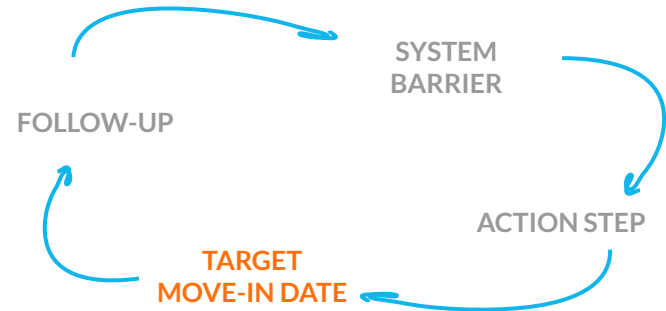 SYSTEM
BARRIER
FOLLOW-UP
ACTION STEP
TARGET
MOVE-IN DATE